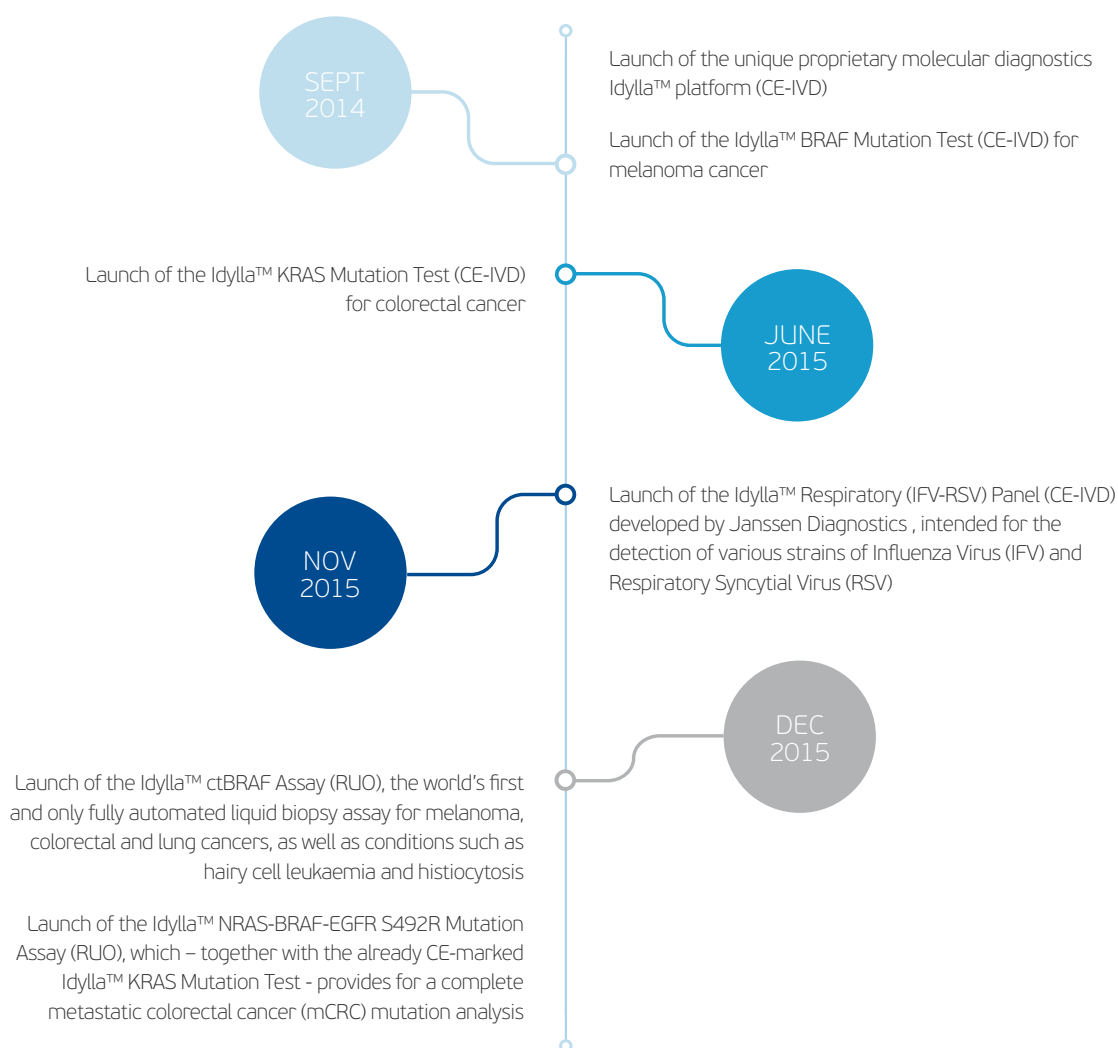 SEPT
2014
Launch of the unique proprietary molecular diagnostics
Idylla™ platform (CE-IVD)
Launch of the Idylla™ BRAF Mutation Test (CE-IVD) for
melanoma cancer
Launch of the Idylla™ KRAS Mutation Test (CE-IVD)
for colorectal cancer
JUNE
2015
NOV
2015
Launch of the Idylla™ Respiratory (IFV-RSV) Panel (CE-IVD)
developed by Janssen Diagnostics , intended for the
detection of various strains of Influenza Virus (IFV) and
Respiratory Syncytial Virus (RSV)
DEC
2015
Launch of the Idylla™ ctBRAF Assay (RUO), the world's first
and only fully automated liquid biopsy assay for melanoma,
colorectal and lung cancers, as well as conditions such as
hairy cell leukaemia and histiocytosis
Launch of the Idylla™ NRAS-BRAF-EGFR S492R Mutation
Assay (RUO), which – together with the already CE-marked
Idylla™ KRAS Mutation Test - provides for a complete
metastatic colorectal cancer (mCRC) mutation analysis